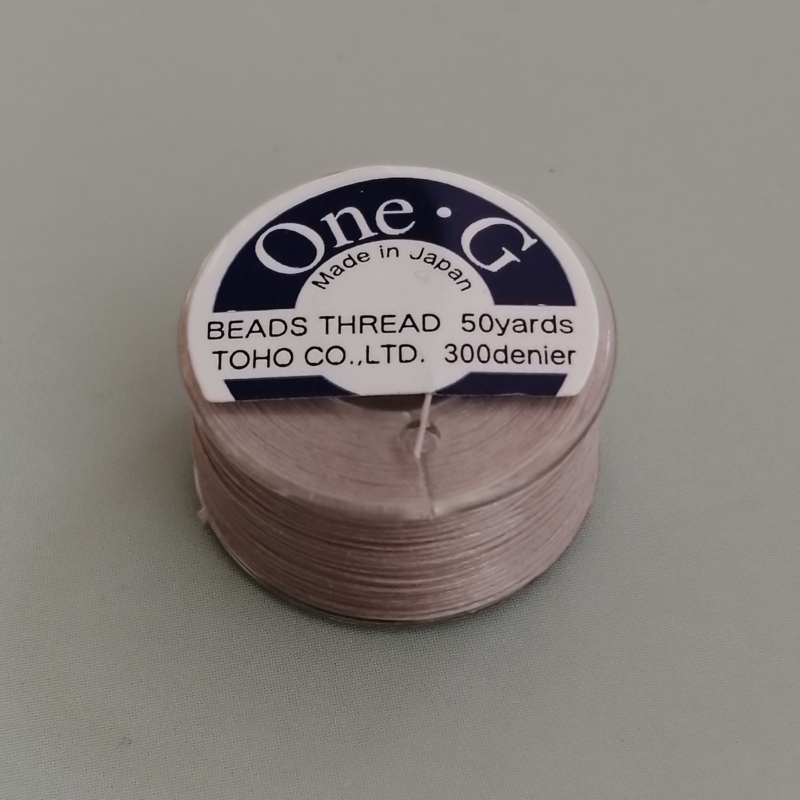 One·G
Made in Japan
BEADS THREAD 50yards
TOHO CO.,LTD. 300denier